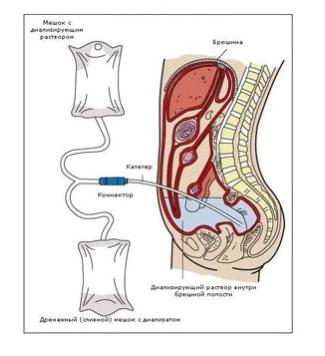 Мешок с
диализирующим
раствором
Брюшина
Катетер
Коннектор
Диализирующий раствор внутри
брюшной полости
Дренажный (сливной) мешок с диализатом